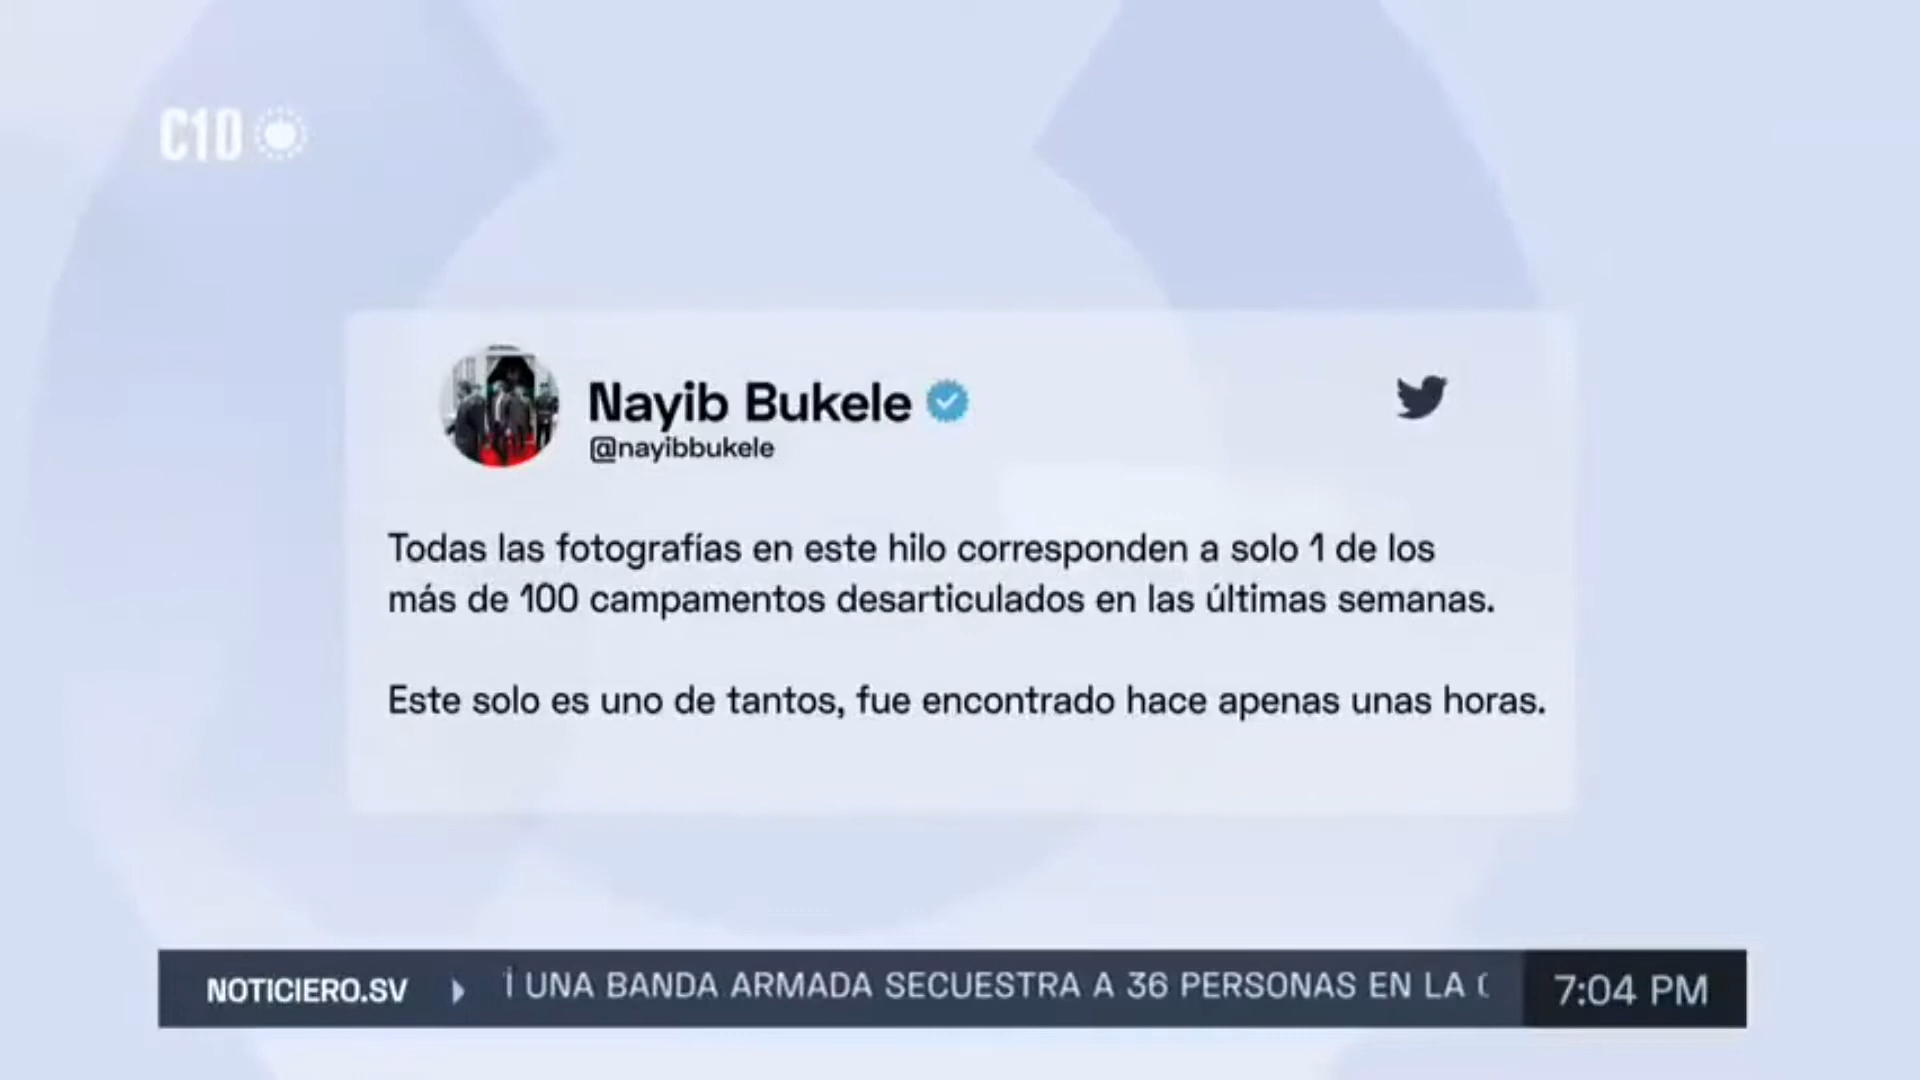 C10
Nayib Bukele
@nayibbukele
Todas las fotografías en este hilo corresponden a solo 1 de los
más de 100 campamentos desarticulados en las últimas semanas.
Este solo es uno de tantos, fue encontrado hace apenas unas horas.
NOTICIERO.SV
UNA BANDA ARMADA SECUESTRA A 36 PERSONAS EN LA
7:04 PM